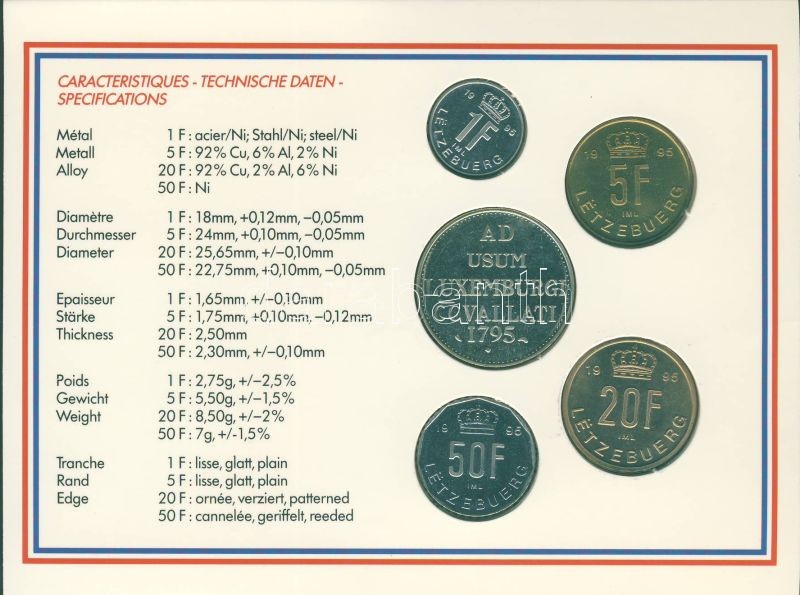 CARACTERISTIQUES - TECHNISCHE DATEN -
SPECIFICATIONS
Métal 1 F : acier/Ni; Stahl/Ni; steel/Ni
Metall 5 F : 92% Cu, 6% Al, 2% Ni
Alloy 20 F : 92% Cu, 2% Al, 6% Ni
50 F : Ni
Diamètre 1 F : 18mm, +0,12mm, –0,05mm
Durchmesser 5 F : 24mm, +0,10mm, –0,05mm
Diameter 20 F : 25,65mm, +/–0,10mm
50 F : 22,75mm, +0,10mm, –0,05mm
Epaisseur 1 F : 1,65mm, +/–0,10mm
Stärke 5 F : 1,75mm, +0,10mm, –0,12mm
Thickness 20 F : 2,50mm
50 F : 2,30mm, +/–0,10mm
Poids 1 F : 2,75g, +/–2,5%
Gewicht 5 F : 5,50g, +/–1,5%
Weight 20 F : 8,50g, +/–2%
50 F : 7g, +/-1,5%
Tranche 1 F : lisse, glatt, plain
Rand 5 F : lisse, glatt, plain
Edge 20 F : ornée, verziert, patterned
50 F : cannelée, geriffelt, reeded
19 95
1F
IML
LËTZEBUERG
19 95
5F
IML
LËTZEBUERG
AD
USUM
LUXEMBURGI
CVALLATI
1795
19 95
50F
IML
LËTZEBUERG
19 95
20F
IML
LËTZEBUERG